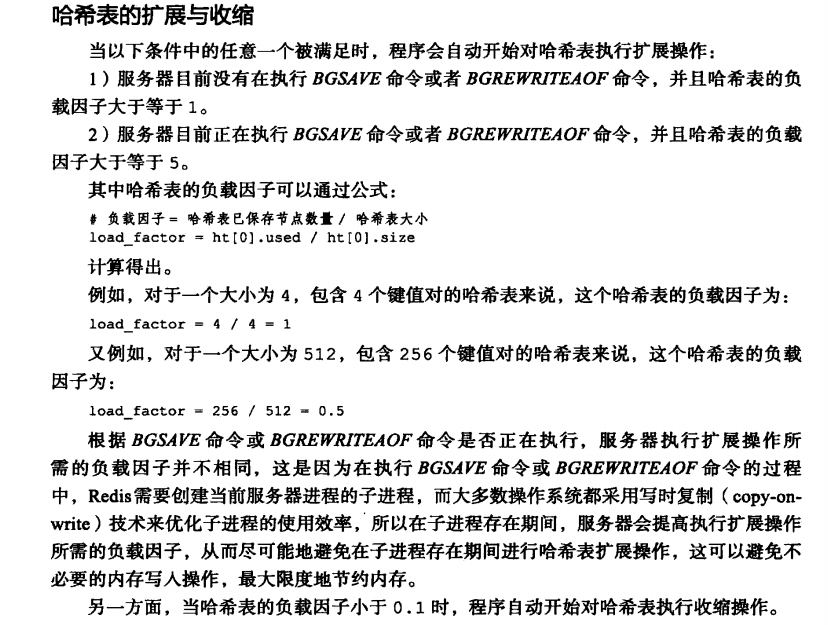 哈希表的扩展与收缩
当以下条件中的任意一个被满足时，程序会自动开始对哈希表执行扩展操作：
1）服务器目前没有在执行 BGSAVE 命令或者 BGREWRITEAOF 命令，并且哈希表的负
载因子大于等于 1。
2）服务器目前正在执行 BGSAVE 命令或者 BGREWRITEAOF 命令，并且哈希表的负载
因子大于等于 5。
其中哈希表的负载因子可以通过公式：
# 负载因子 = 哈希表已保存节点数量 / 哈希表大小
load_factor = ht[0].used / ht[0].size
计算得出。
例如，对于一个大小为 4，包含 4 个键值对的哈希表来说，这个哈希表的负载因子为：
load_factor = 4 / 4 = 1
又例如，对于一个大小为 512，包含 256 个键值对的哈希表来说，这个哈希表的负载
因子为：
load_factor = 256 / 512 = 0.5
根据 BGSAVE 命令或 BGREWRITEAOF 命令是否正在执行，服务器执行扩展操作所
需的负载因子并不相同，这是因为在执行 BGSAVE 命令或 BGREWRITEAOF 命令的过程
中，Redis需要创建当前服务器进程的子进程，而大多数操作系统都采用写时复制（copy-on-
write）技术来优化子进程的使用效率，所以在子进程存在期间，服务器会提高执行扩展操作
所需的负载因子，从而尽可能地避免在子进程存在期间进行哈希表扩展操作，这可以避免不
必要的内存写入操作，最大限度地节约内存。
另一方面，当哈希表的负载因子小于 0.1 时，程序自动开始对哈希表执行收缩操作。